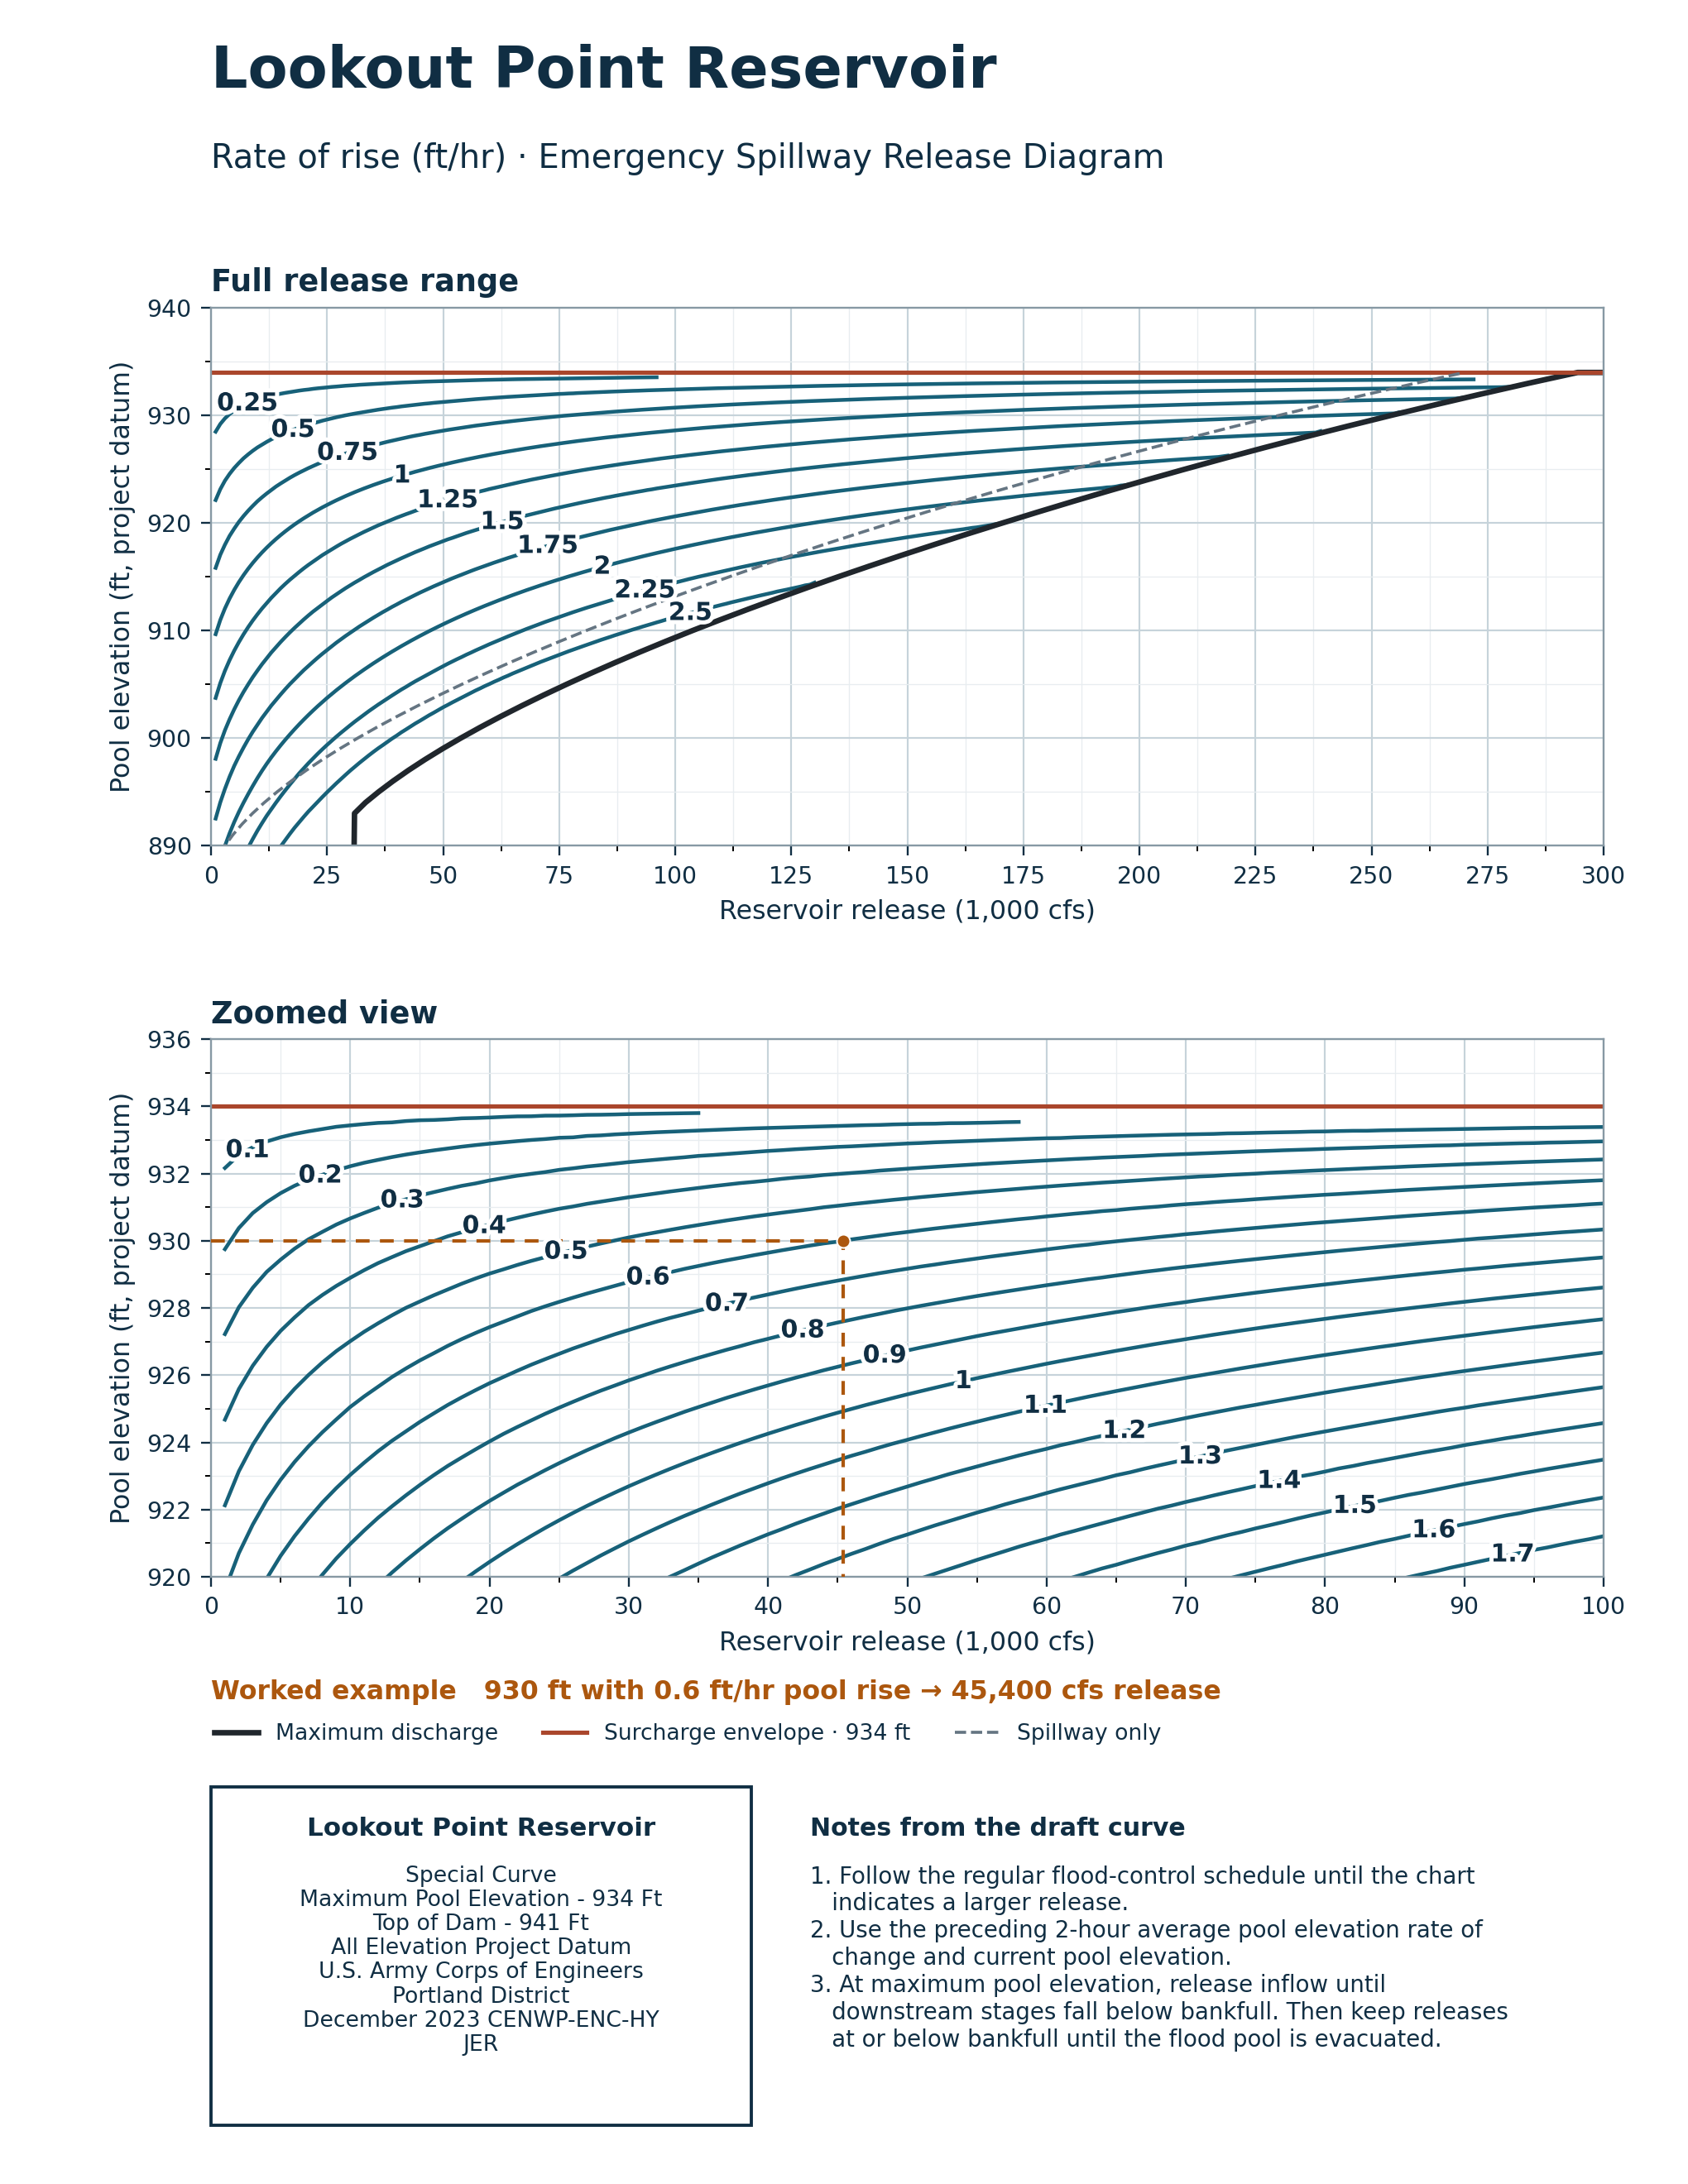 Lookout Point Reservoir
Rate of rise (ft/hr) · Emergency Spillway Release Diagram
Full release range
Pool elevation (ft, project datum)
940
930
920
910
900
890
0.25
0.5
0.75
1
1.25
1.5
1.75
2
2.25
2.5
0 25 50 75 100 125 150 175 200 225 250 275 300
Reservoir release (1,000 cfs)
Zoomed view
Pool elevation (ft, project datum)
936
934
932
930
928
926
924
922
920
0.1
0.2
0.3
0.4
0.5
0.6
0.7
0.8
0.9
1
1.1
1.2
1.3
1.4
1.5
1.6
1.7
0 10 20 30 40 50 60 70 80 90 100
Reservoir release (1,000 cfs)
Worked example 930 ft with 0.6 ft/hr pool rise → 45,400 cfs release
Maximum discharge Surcharge envelope · 934 ft Spillway only
Lookout Point Reservoir
Special Curve
Maximum Pool Elevation - 934 Ft
Top of Dam - 941 Ft
All Elevation Project Datum
U.S. Army Corps of Engineers
Portland District
December 2023 CENWP-ENC-HY
JER
Notes from the draft curve
1. Follow the regular flood-control schedule until the chart
indicates a larger release.
2. Use the preceding 2-hour average pool elevation rate of
change and current pool elevation.
3. At maximum pool elevation, release inflow until
downstream stages fall below bankfull. Then keep releases
at or below bankfull until the flood pool is evacuated.